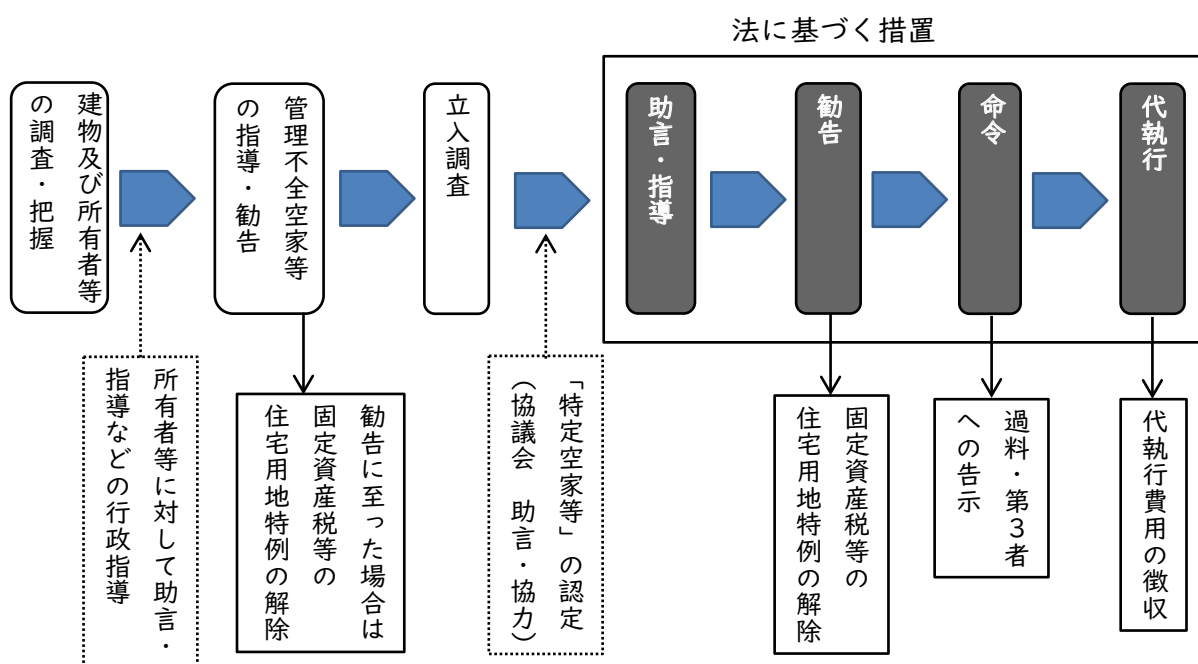 法に基づく措置
建物及び所有者等
の調査・把握
管理不全空家等
の指導・勧告
立入調査
助言・指導
勧告
命令
代執行
所有者等に対して助言・
指導などの行政指導
勧告に至った場合は
固定資産税等の
住宅用地特例の解除
「特定空家等」の認定
（協議会　助言・協力）
固定資産税等の
住宅用地特例の解除
過料・第３者
への告示
代執行費用の徴収